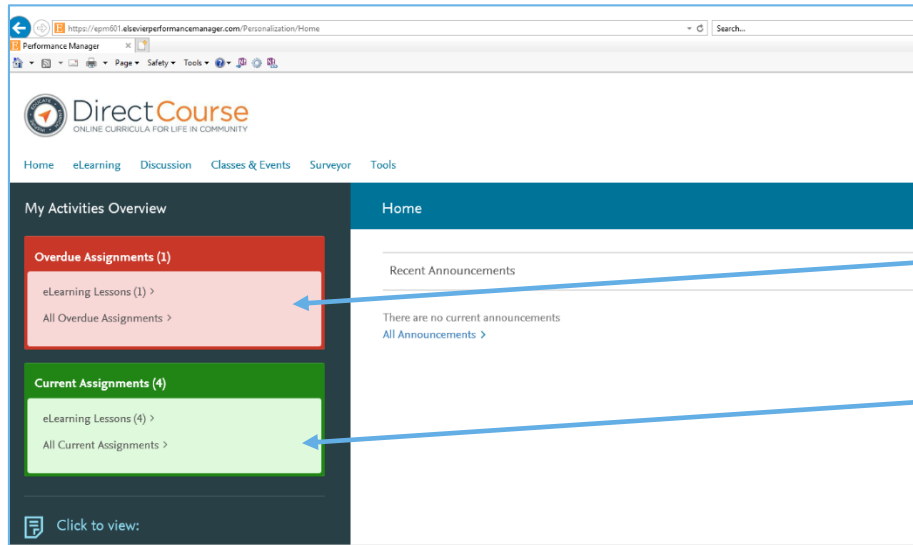 https://epm601.elsevierperformancemanager.com/Personalization/Home
Search...
Performance Manager
Page Safety Tools
DirectCourse
ONLINE CURRICULA FOR LIFE IN COMMUNITY
Home eLearning Discussion Classes & Events Surveyor Tools
My Activities Overview
Home
Overdue Assignments (1)
eLearning Lessons (1) >
All Overdue Assignments >
Recent Announcements
There are no current announcements
All Announcements >
Current Assignments (4)
eLearning Lessons (4) >
All Current Assignments >
Click to view: